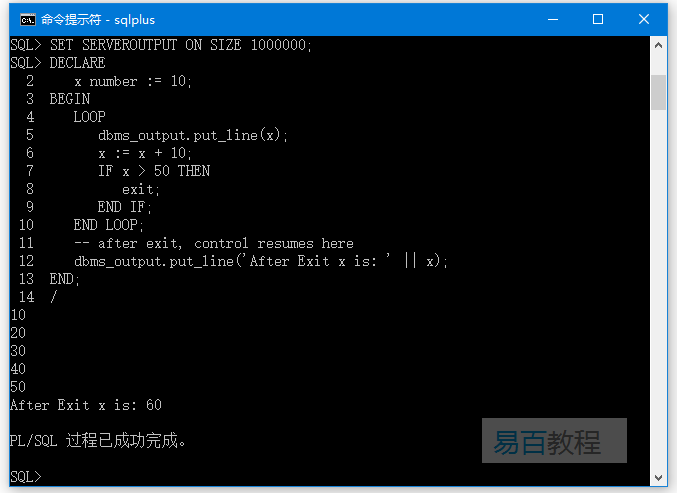 命令提示符 - sqlplus
SQL> SET SERVEROUTPUT ON SIZE 1000000;
SQL> DECLARE
  2     x number := 10;
  3  BEGIN
  4     LOOP
  5        dbms_output.put_line(x);
  6        x := x + 10;
  7        IF x > 50 THEN
  8           exit;
  9        END IF;
 10     END LOOP;
 11     -- after exit, control resumes here
 12     dbms_output.put_line('After Exit x is: ' || x);
 13  END;
 14  /
10
20
30
40
50
After Exit x is: 60
PL/SQL 过程已成功完成。
SQL>
易百教程